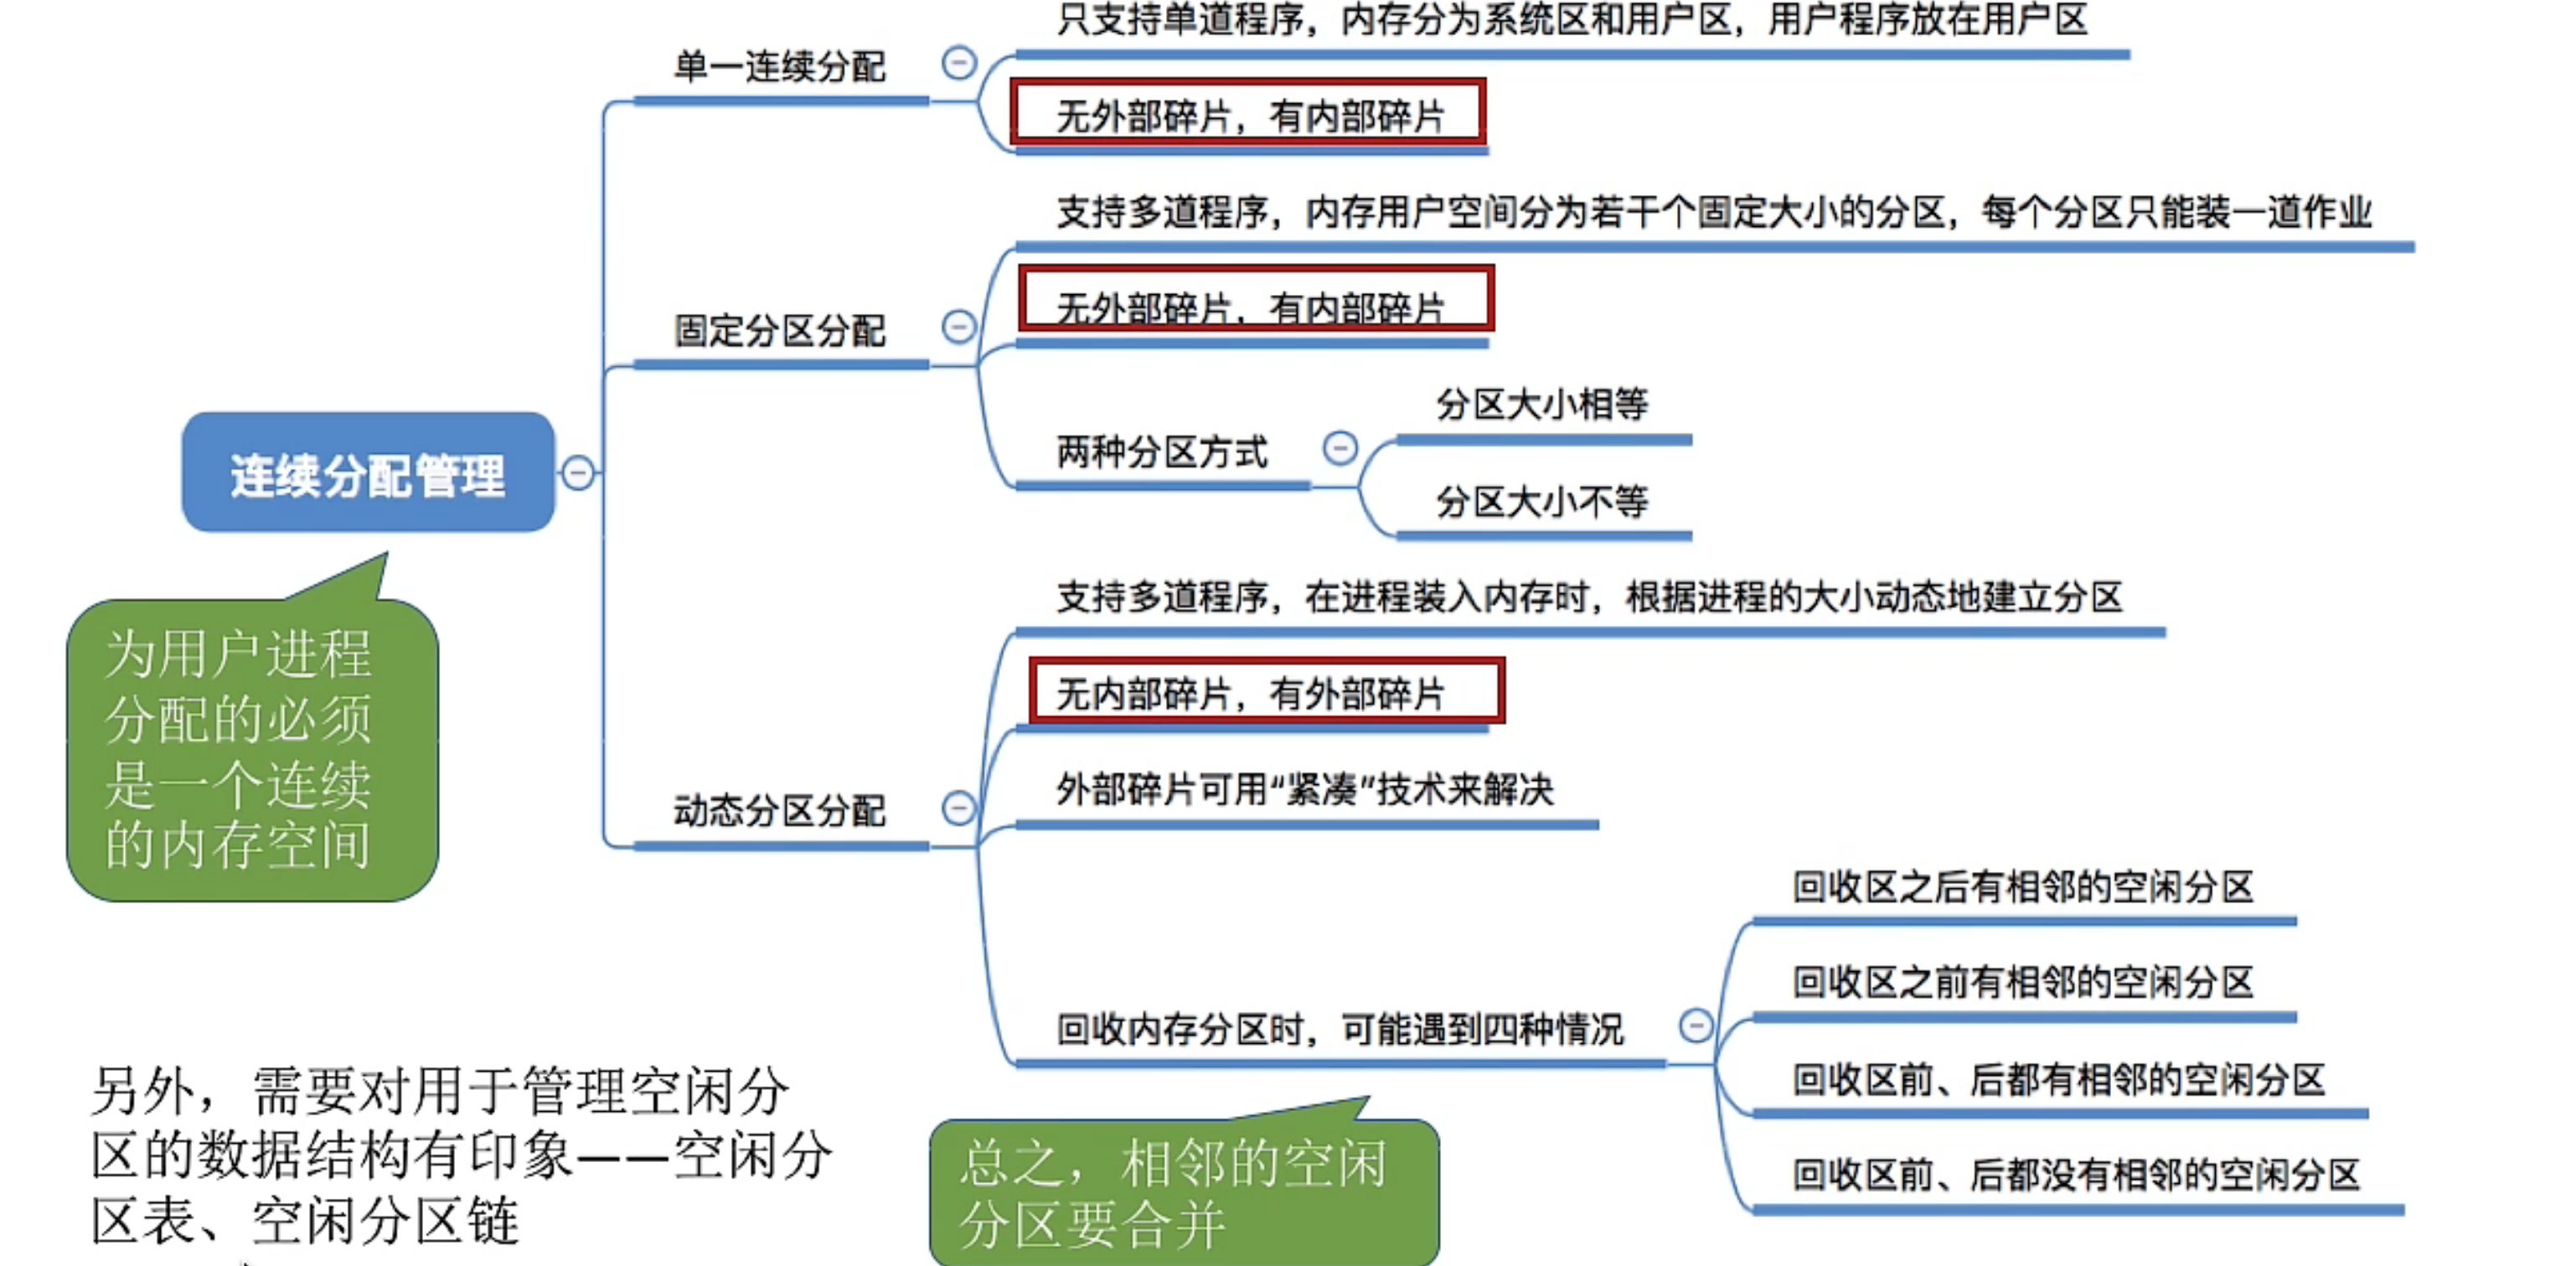 只支持单道程序，内存分为系统区和用户区，用户程序放在用户区
单一连续分配
无外部碎片，有内部碎片
支持多道程序，内存用户空间分为若干个固定大小的分区，每个分区只能装一道作业
固定分区分配
无外部碎片，有内部碎片
两种分区方式
分区大小相等
分区大小不等
连续分配管理
为用户进程
分配的必须
是一个连续
的内存空间
支持多道程序，在进程装入内存时，根据进程的大小动态地建立分区
无内部碎片，有外部碎片
动态分区分配
外部碎片可用“紧凑”技术来解决
回收内存分区时，可能遇到四种情况
回收区之后有相邻的空闲分区
回收区之前有相邻的空闲分区
回收区前、后都有相邻的空闲分区
回收区前、后都没有相邻的空闲分区
总之，相邻的空闲
分区要合并
另外，需要对用于管理空闲分
区的数据结构有印象——空闲分
区表、空闲分区链